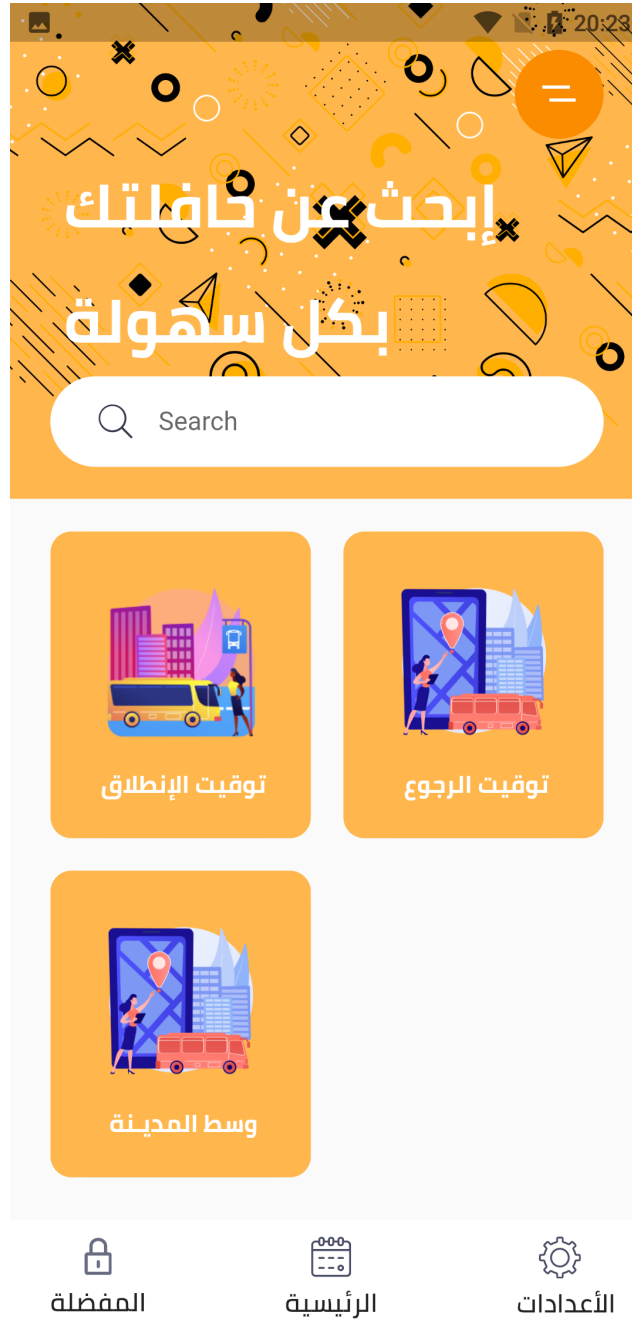 20:23
إبحث عن حافلتك
بكل سهولة
Search
توقيت الرجوع
توقيت الإنطلاق
وسط المديـنة
الأعدادات
الرئيسية
المفضلة